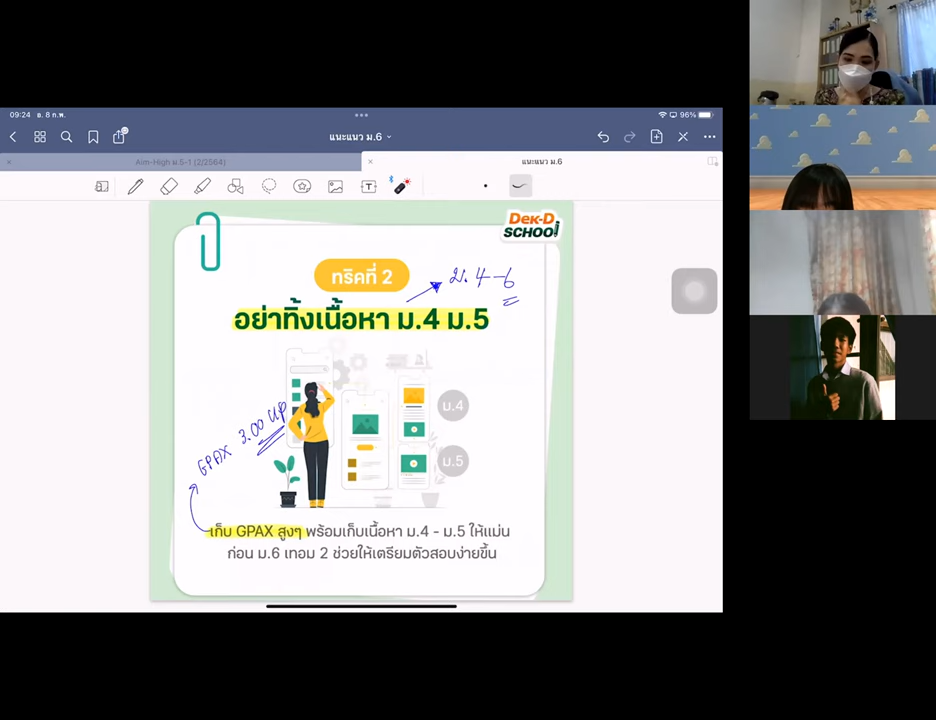 09:24 อ. 8 ก.พ.
96%
แนะแนว ม.6
Aim-High ม.5-1 (2/2564)
แนะแนว ม.6
DEK-D
SCHOOL
ทริคที่ 2
ม. 4-6
อย่าทิ้งเนื้อหา ม.4 ม.5
ม.4
GPAX 3.00 up
ม.5
เก็บ GPAX สูงๆ พร้อมเก็บเนื้อหา ม.4 - ม.5 ให้แม่น
ก่อน ม.6 เทอม 2 ช่วยให้เตรียมตัวสอบง่ายขึ้น